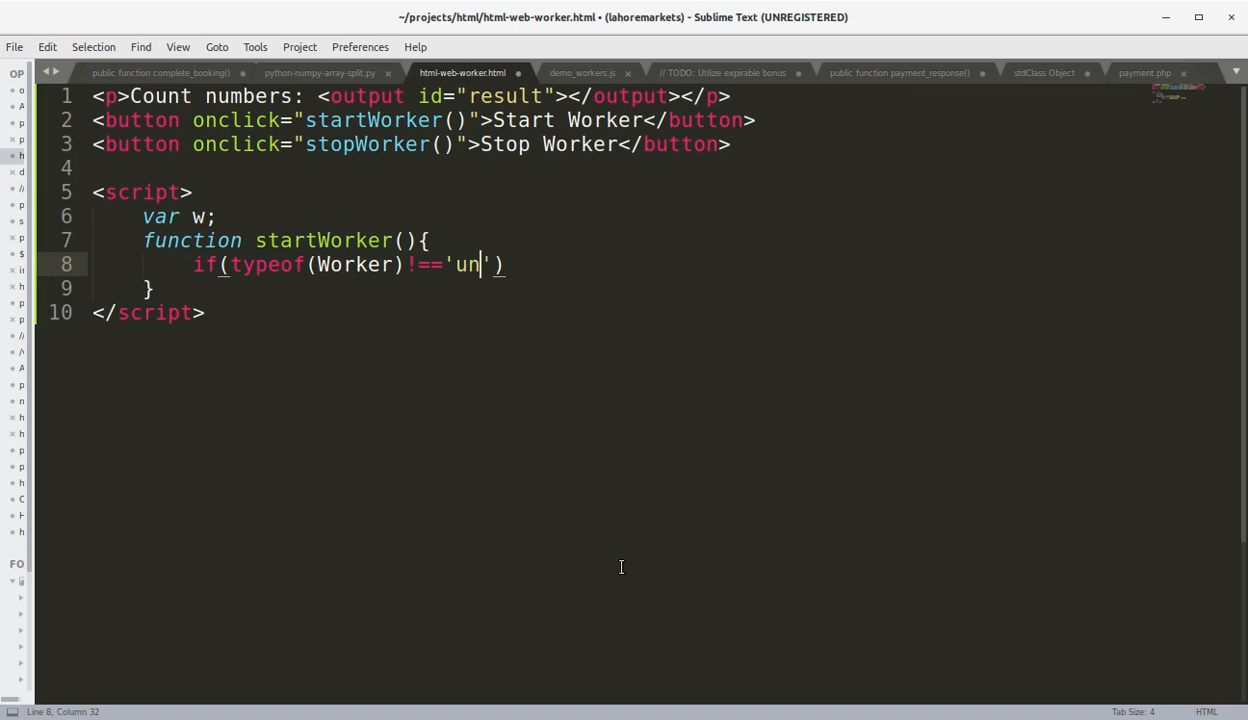 ~/projects/html/html-web-worker.html • (lahoremarkets) - Sublime Text (UNREGISTERED)
File Edit Selection Find View Goto Tools Project Preferences Help
OP
public function complete_booking() python-numpy-array-split.py html-web-worker.html demo_workers.js // TODO: Utilize expirable bonus public function payment_response() stdClass Object payment.php
1 <p>Count numbers: <output id="result"></output></p>
2 <button onclick="startWorker()">Start Worker</button>
3 <button onclick="stopWorker()">Stop Worker</button>
4
5 <script>
6 var w;
7 function startWorker(){
8 if(typeof(Worker)!=='un')
9 }
10 </script>
FO
Line 8, Column 32 Tab Size: 4 HTML